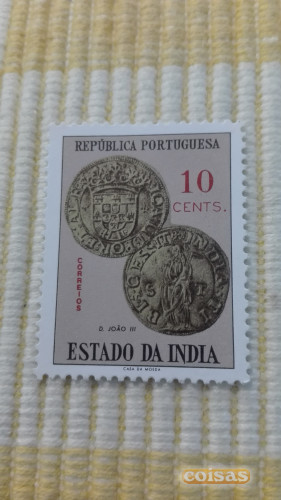 REPÚBLICA PORTUGUESA
10
CENTS.
CORREIOS
D. JOÃO III
ESTADO DA INDIA
CASA DA MOEDA
coisas